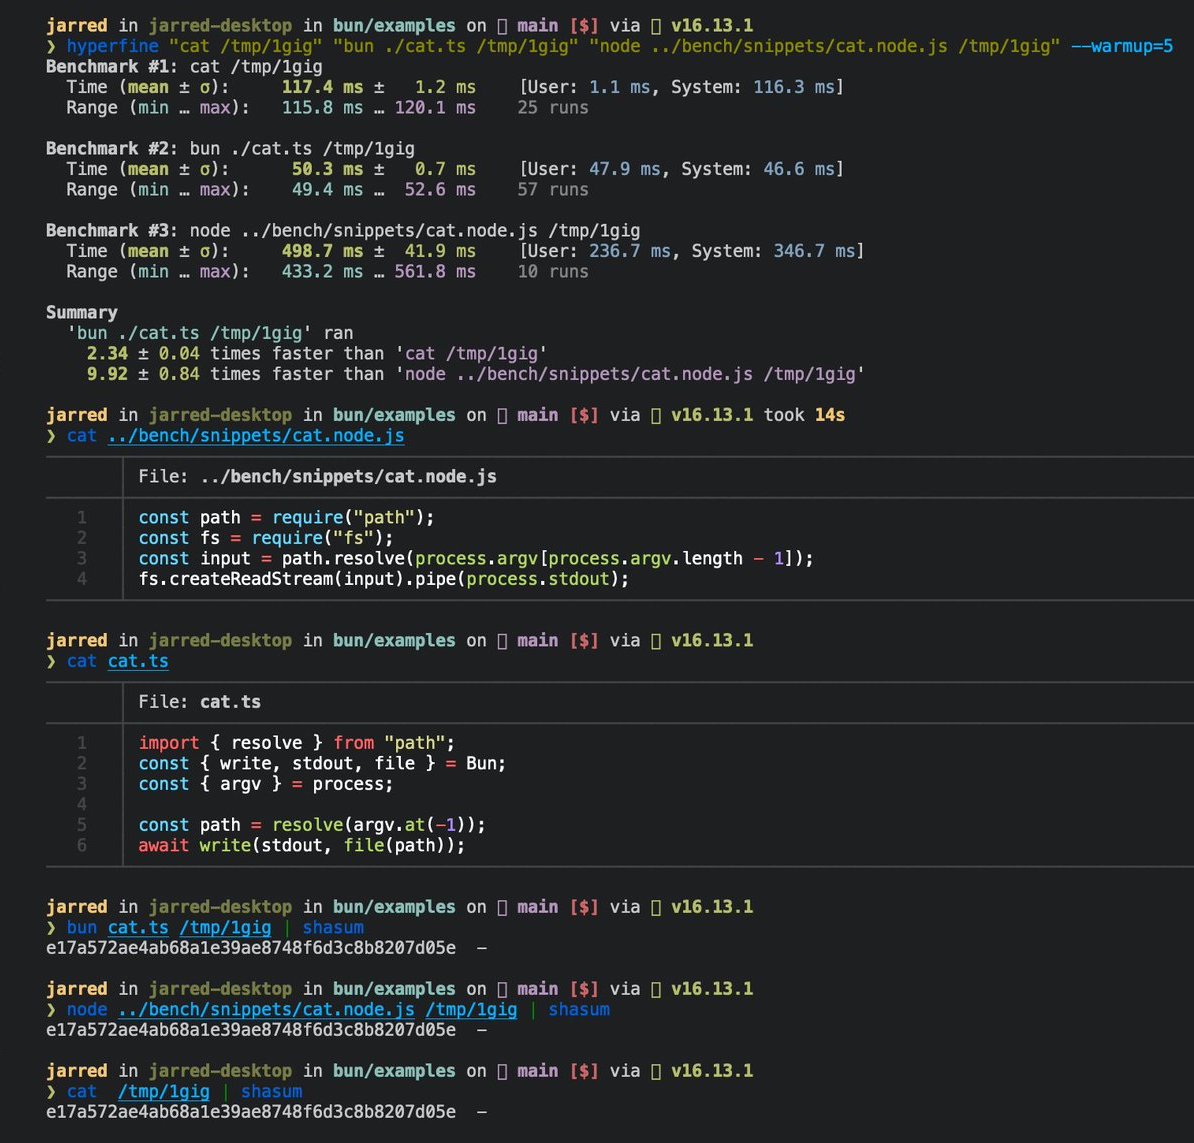 jarred in jarred-desktop in bun/examples on main [$] via v16.13.1
❯ hyperfine "cat /tmp/1gig" "bun ./cat.ts /tmp/1gig" "node ../bench/snippets/cat.node.js /tmp/1gig" --warmup=5
Benchmark #1: cat /tmp/1gig
Time (mean ± σ): 117.4 ms ± 1.2 ms [User: 1.1 ms, System: 116.3 ms]
Range (min … max): 115.8 ms … 120.1 ms 25 runs
Benchmark #2: bun ./cat.ts /tmp/1gig
Time (mean ± σ): 50.3 ms ± 0.7 ms [User: 47.9 ms, System: 46.6 ms]
Range (min … max): 49.4 ms … 52.6 ms 57 runs
Benchmark #3: node ../bench/snippets/cat.node.js /tmp/1gig
Time (mean ± σ): 498.7 ms ± 41.9 ms [User: 236.7 ms, System: 346.7 ms]
Range (min … max): 433.2 ms … 561.8 ms 10 runs
Summary
'bun ./cat.ts /tmp/1gig' ran
2.34 ± 0.04 times faster than 'cat /tmp/1gig'
9.92 ± 0.84 times faster than 'node ../bench/snippets/cat.node.js /tmp/1gig'
jarred in jarred-desktop in bun/examples on main [$] via v16.13.1 took 14s
❯ cat ../bench/snippets/cat.node.js
File: ../bench/snippets/cat.node.js
1 const path = require("path");
2 const fs = require("fs");
3 const input = path.resolve(process.argv[process.argv.length - 1]);
4 fs.createReadStream(input).pipe(process.stdout);
jarred in jarred-desktop in bun/examples on main [$] via v16.13.1
❯ cat cat.ts
File: cat.ts
1 import { resolve } from "path";
2 const { write, stdout, file } = Bun;
3 const { argv } = process;
4
5 const path = resolve(argv.at(-1));
6 await write(stdout, file(path));
jarred in jarred-desktop in bun/examples on main [$] via v16.13.1
❯ bun cat.ts /tmp/1gig | shasum
e17a572ae4ab68a1e39ae8748f6d3c8b8207d05e -
jarred in jarred-desktop in bun/examples on main [$] via v16.13.1
❯ node ../bench/snippets/cat.node.js /tmp/1gig | shasum
e17a572ae4ab68a1e39ae8748f6d3c8b8207d05e -
jarred in jarred-desktop in bun/examples on main [$] via v16.13.1
❯ cat /tmp/1gig | shasum
e17a572ae4ab68a1e39ae8748f6d3c8b8207d05e -